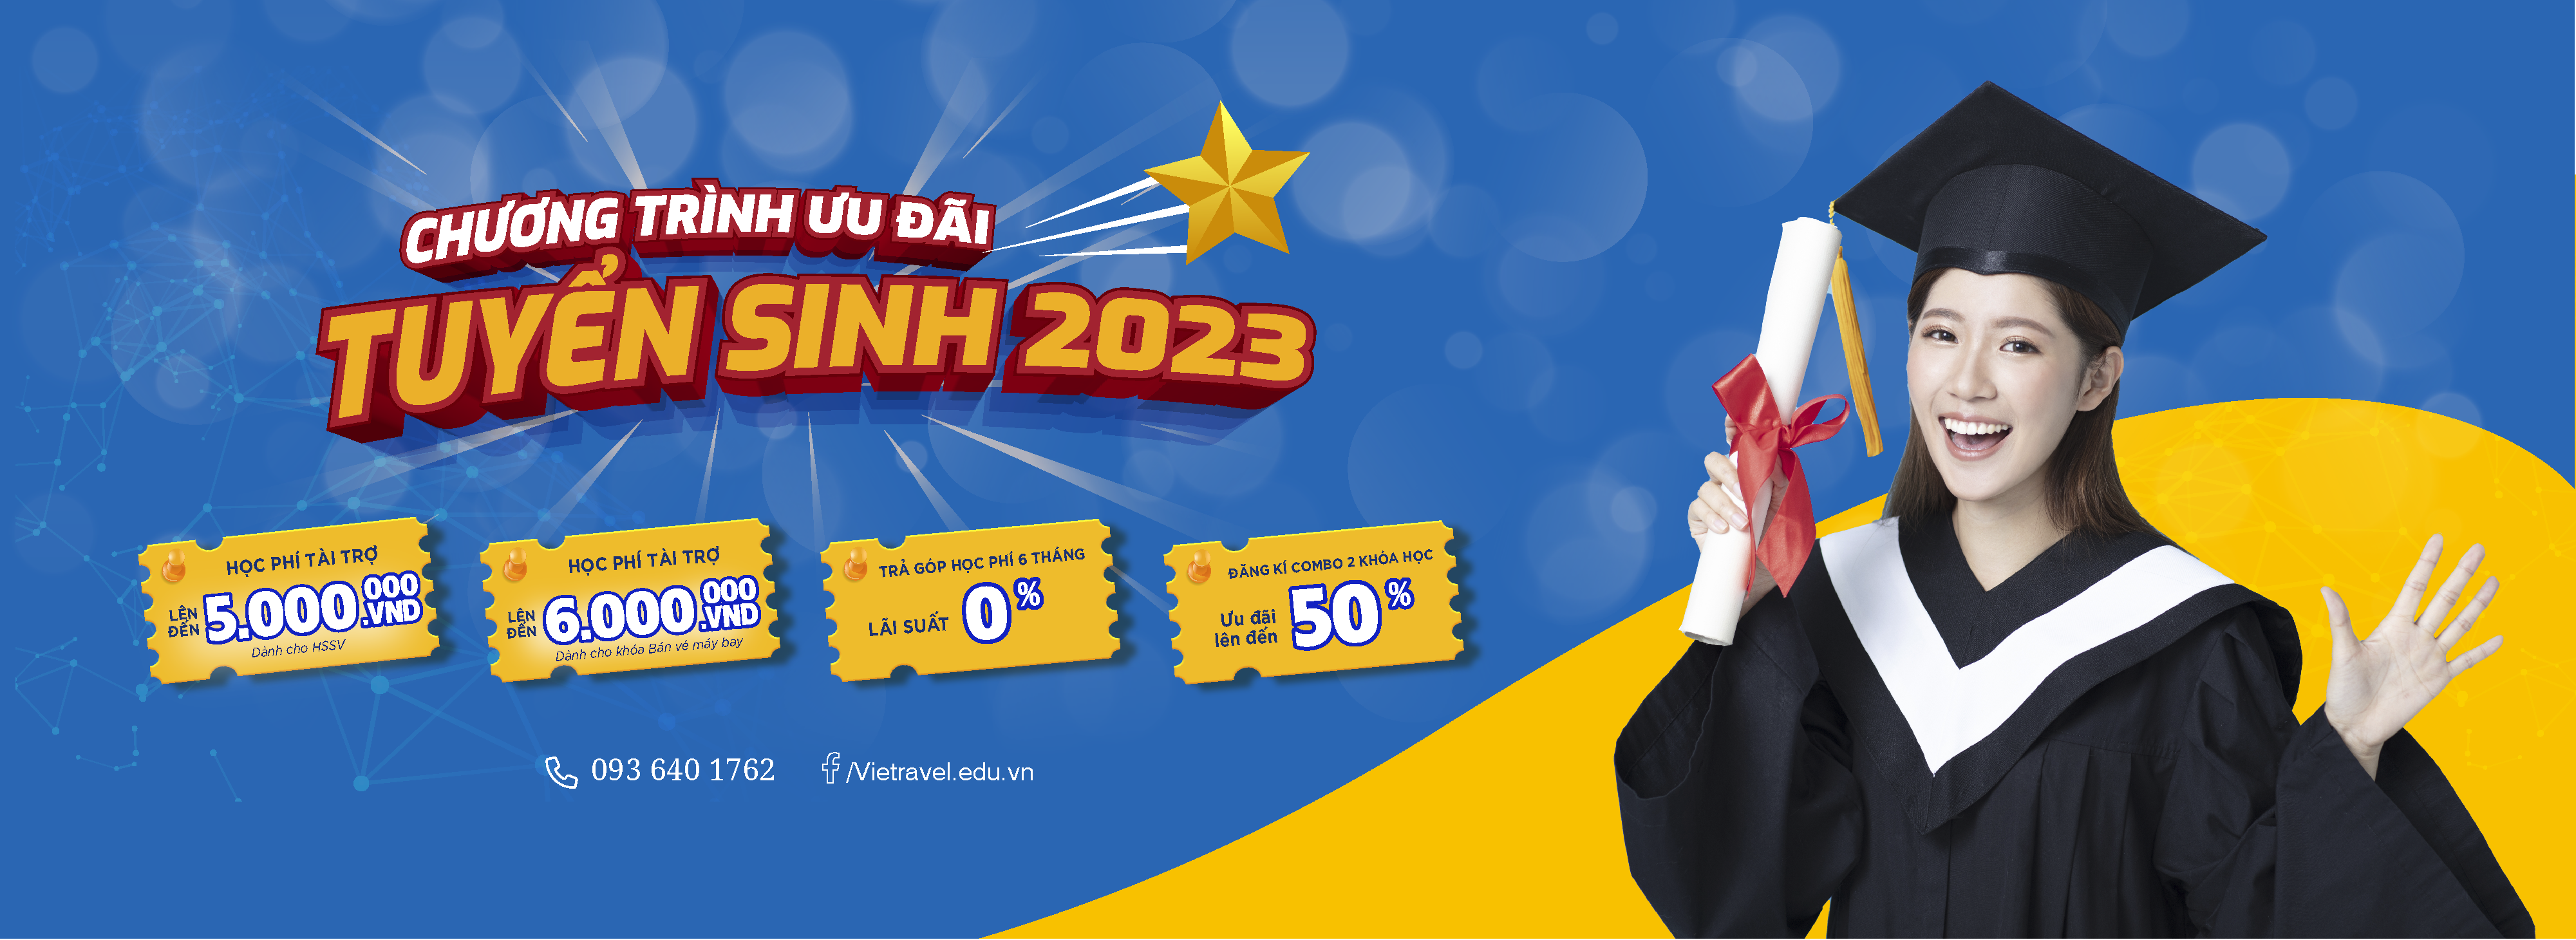 CHƯƠNG TRÌNH ƯU ĐÃI
TUYỂN SINH 2023
HỌC PHÍ TÀI TRỢ
LÊN ĐẾN 5.000.000.VND
Dành cho HSSV
HỌC PHÍ TÀI TRỢ
LÊN ĐẾN 6.000.000.VND
Dành cho khóa Bán vé máy bay
TRẢ GÓP HỌC PHÍ 6 THÁNG
LÃI SUẤT 0%
ĐĂNG KÍ COMBO 2 KHÓA HỌC
Ưu đãi lên đến 50%
093 640 1762
/Vietravel.edu.vn